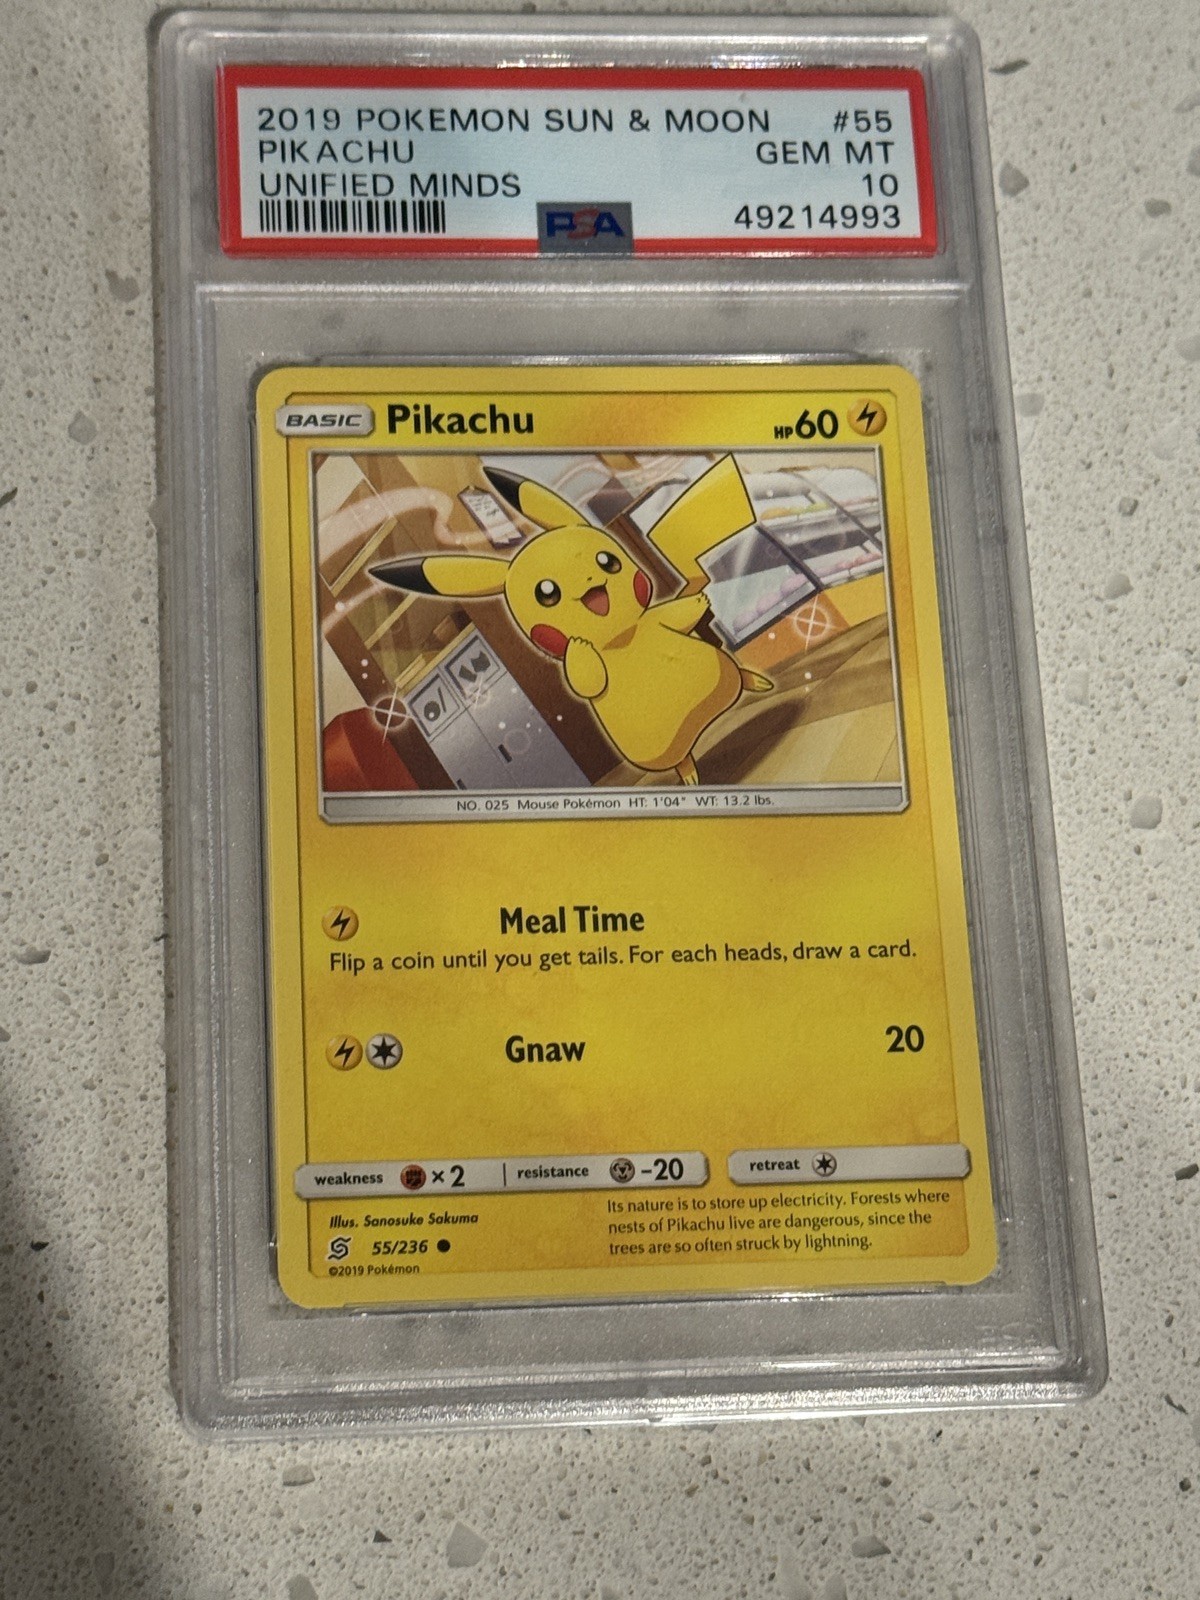 2019 POKEMON SUN & MOON #55
PIKACHU GEM MT
UNIFIED MINDS 10
PSA 49214993
BASIC Pikachu HP60
NO. 025 Mouse Pokémon HT: 1'04" WT: 13.2 lbs.
Meal Time
Flip a coin until you get tails. For each heads, draw a card.
Gnaw 20
weakness ×2 resistance -20 retreat
Illus. Sanosuke Sakuma
55/236
©2019 Pokémon
Its nature is to store up electricity. Forests where
nests of Pikachu live are dangerous, since the
trees are so often struck by lightning.